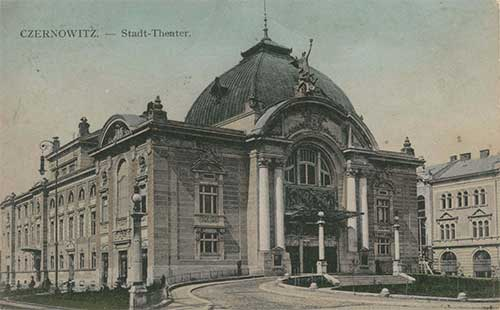 CZERNOWITZ. — Stadt-Theater.